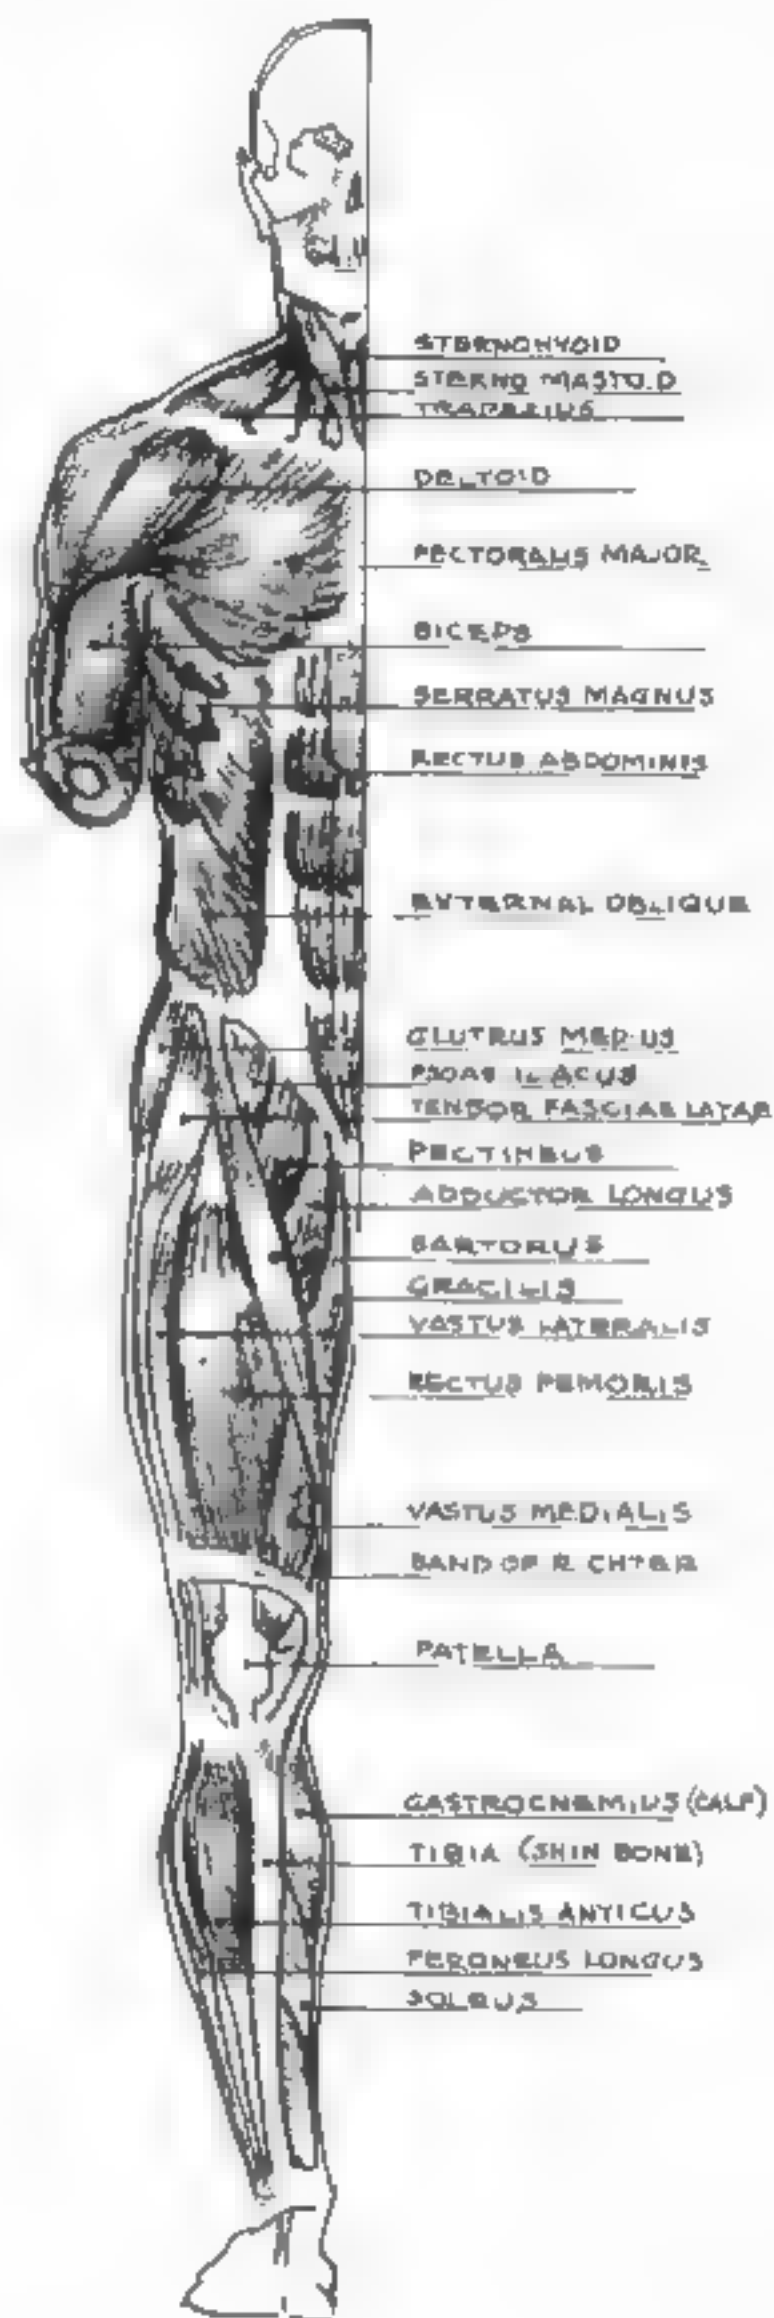 STERNOHYOID
STERNO MASTOID
TRAPEZIUS
DELTOID
PECTORALIS MAJOR.
BICEPS
SERRATUS MAGNUS
RECTUS ABDOMINIS
EXTERNAL OBLIQUE
GLUTEUS MEDIUS
PSOAS ILIACUS
TENSOR FASCIAE LATAE
PECTINEUS
ADDUCTOR LONGUS
SARTORUS
GRACILIS
VASTUS LATERALIS
RECTUS FEMORIS
VASTUS MEDIALIS
BAND OF RICHTER
PATELLA
GASTROCNEMIUS (CALF)
TIBIA (SHIN BONE)
TIBIALIS ANTICUS
PERONEUS LONGUS
SOLEUS